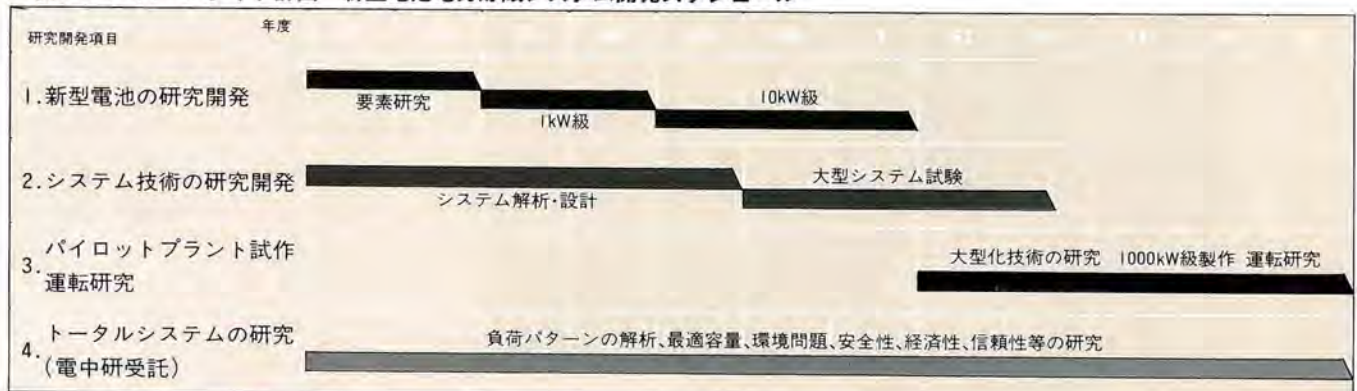 年度
研究開発項目
1.新型電池の研究開発
要素研究
1kW級
10kW級
2.システム技術の研究開発
システム解析・設計
大型システム試験
3.パイロットプラント試作
運転研究
大型化技術の研究 1000kW級製作 運転研究
4.トータルシステムの研究
(電中研受託)
負荷パターンの解析、最適容量、環境問題、安全性、経済性、信頼性等の研究